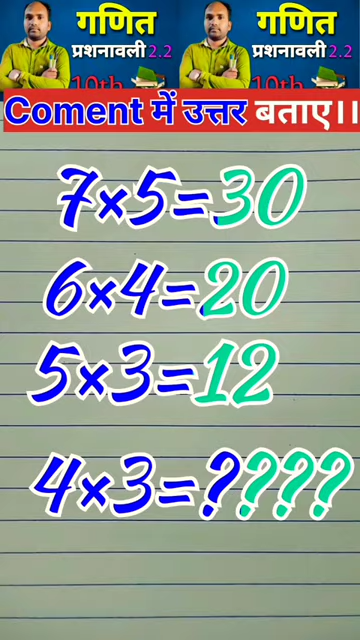 गणित गणित
प्रशनावली 2.2 प्रशनावली 2.2
10th 10th
Coment में उत्तर बताए।।
7×5=30
6×4=20
5×3=12
4×3=????